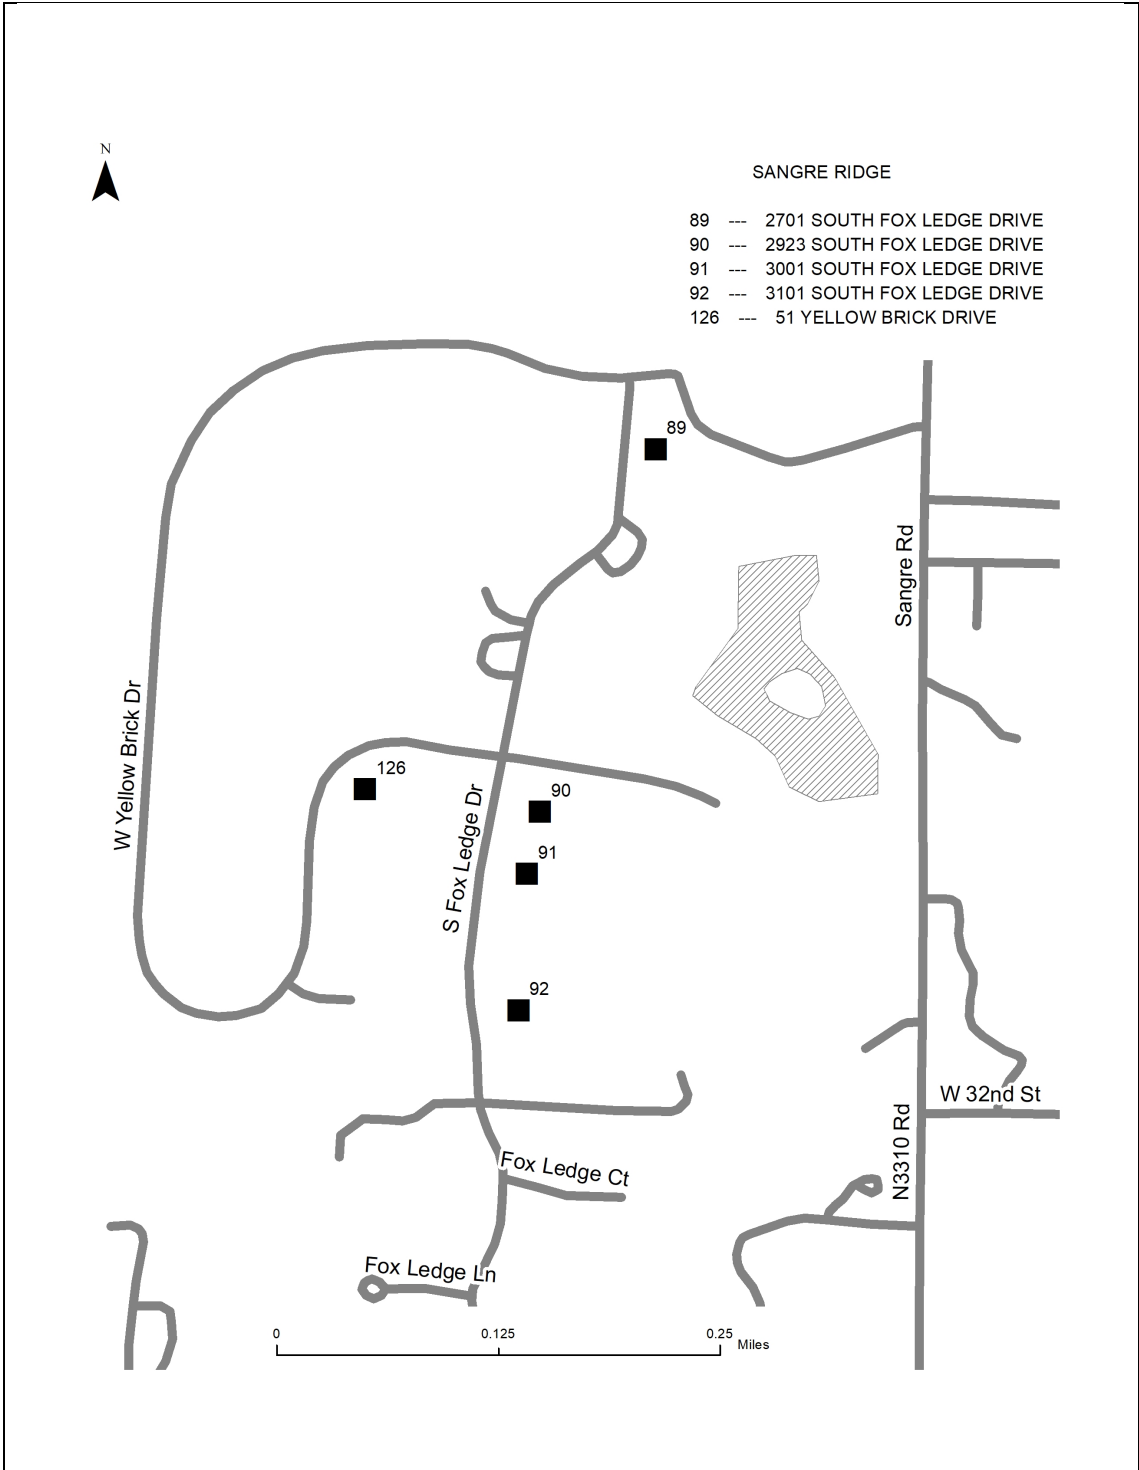 N
SANGRE RIDGE
89 --- 2701 SOUTH FOX LEDGE DRIVE
90 --- 2923 SOUTH FOX LEDGE DRIVE
91 --- 3001 SOUTH FOX LEDGE DRIVE
92 --- 3101 SOUTH FOX LEDGE DRIVE
126 --- 51 YELLOW BRICK DRIVE
89
Sangre Rd
W Yellow Brick Dr
126
90
S Fox Ledge Dr
91
92
W 32nd St
N3310 Rd
Fox Ledge Ct
Fox Ledge Ln
0 0.125 0.25
Miles